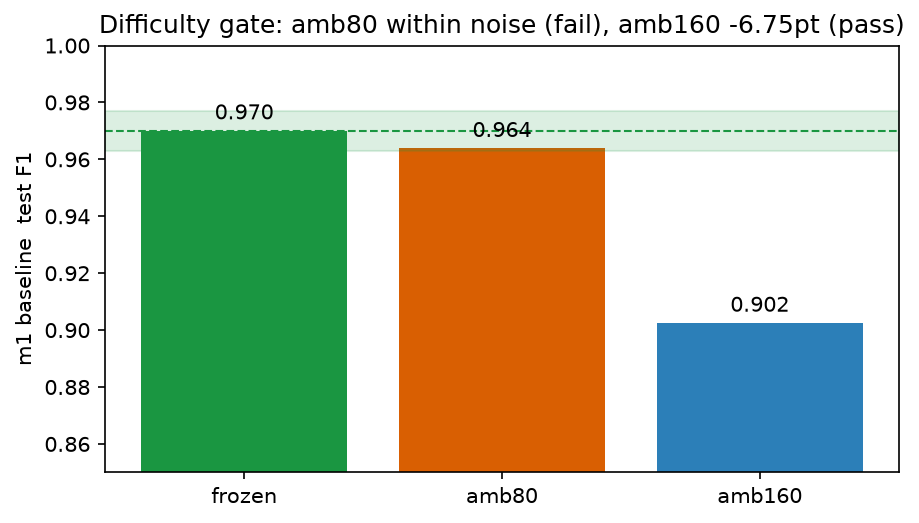 Difficulty gate: amb80 within noise (fail), amb160 -6.75pt (pass)
m1 baseline  test F1
1.00
0.98
0.96
0.94
0.92
0.90
0.88
0.86
0.970
0.964
0.902
frozen
amb80
amb160